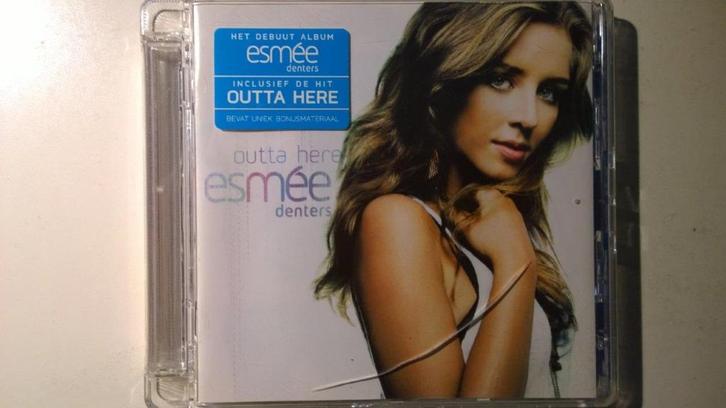 HET DEBUUT ALBUM
esmée
denters
INCLUSIEF DE HIT
OUTTA HERE
BEVAT UNIEK BONUSMATERIAAL
outta here
esmée
denters